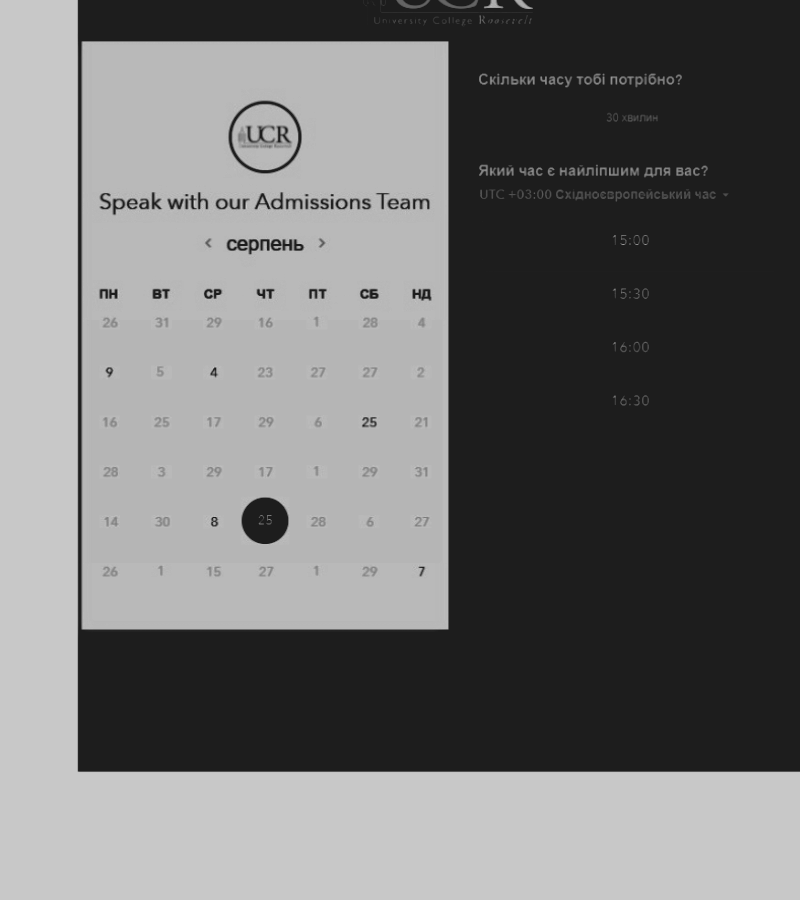 UCR
University College Roosevelt
UCR
Speak with our Admissions Team
серпень
ПН ВТ СР ЧТ ПТ СБ НД
26 31 29 16 1 28 4
9 5 4 23 27 27 2
16 25 17 29 6 25 21
28 3 29 17 1 29 31
14 30 8 25 28 6 27
26 1 15 27 1 29 7
Скільки часу тобі потрібно?
30 хвилин
Який час є найліпшим для вас?
UTC +03:00 Східноєвропейський час
15:00
15:30
16:00
16:30